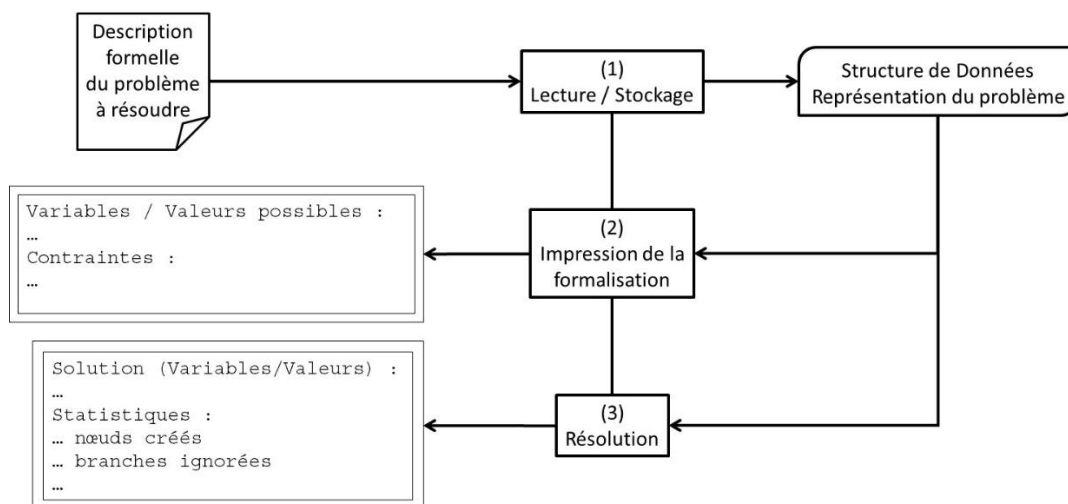 Description
formelle
du problème
à résoudre
(1)
Lecture / Stockage
Structure de Données
Représentation du problème
Variables / Valeurs possibles :
…
Contraintes :
…
(2)
Impression de la
formalisation
Solution (Variables/Valeurs) :
…
Statistiques :
… nœuds créés
… branches ignorées
…
(3)
Résolution